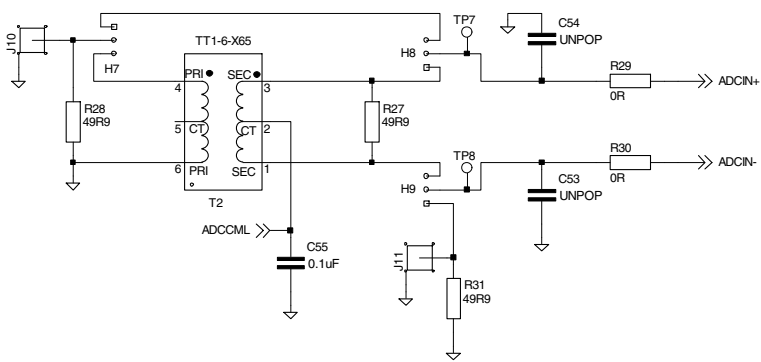 J10
H7
TT1-6-X65
PRI
SEC
4
3
5
CT
CT
2
6
PRI
SEC
1
T2
R28
49R9
R27
49R9
H8
TP7
C54
UNPOP
R29
0R
ADCIN+
TP8
H9
R30
0R
ADCIN-
C53
UNPOP
ADCCML
C55
0.1uF
J11
R31
49R9